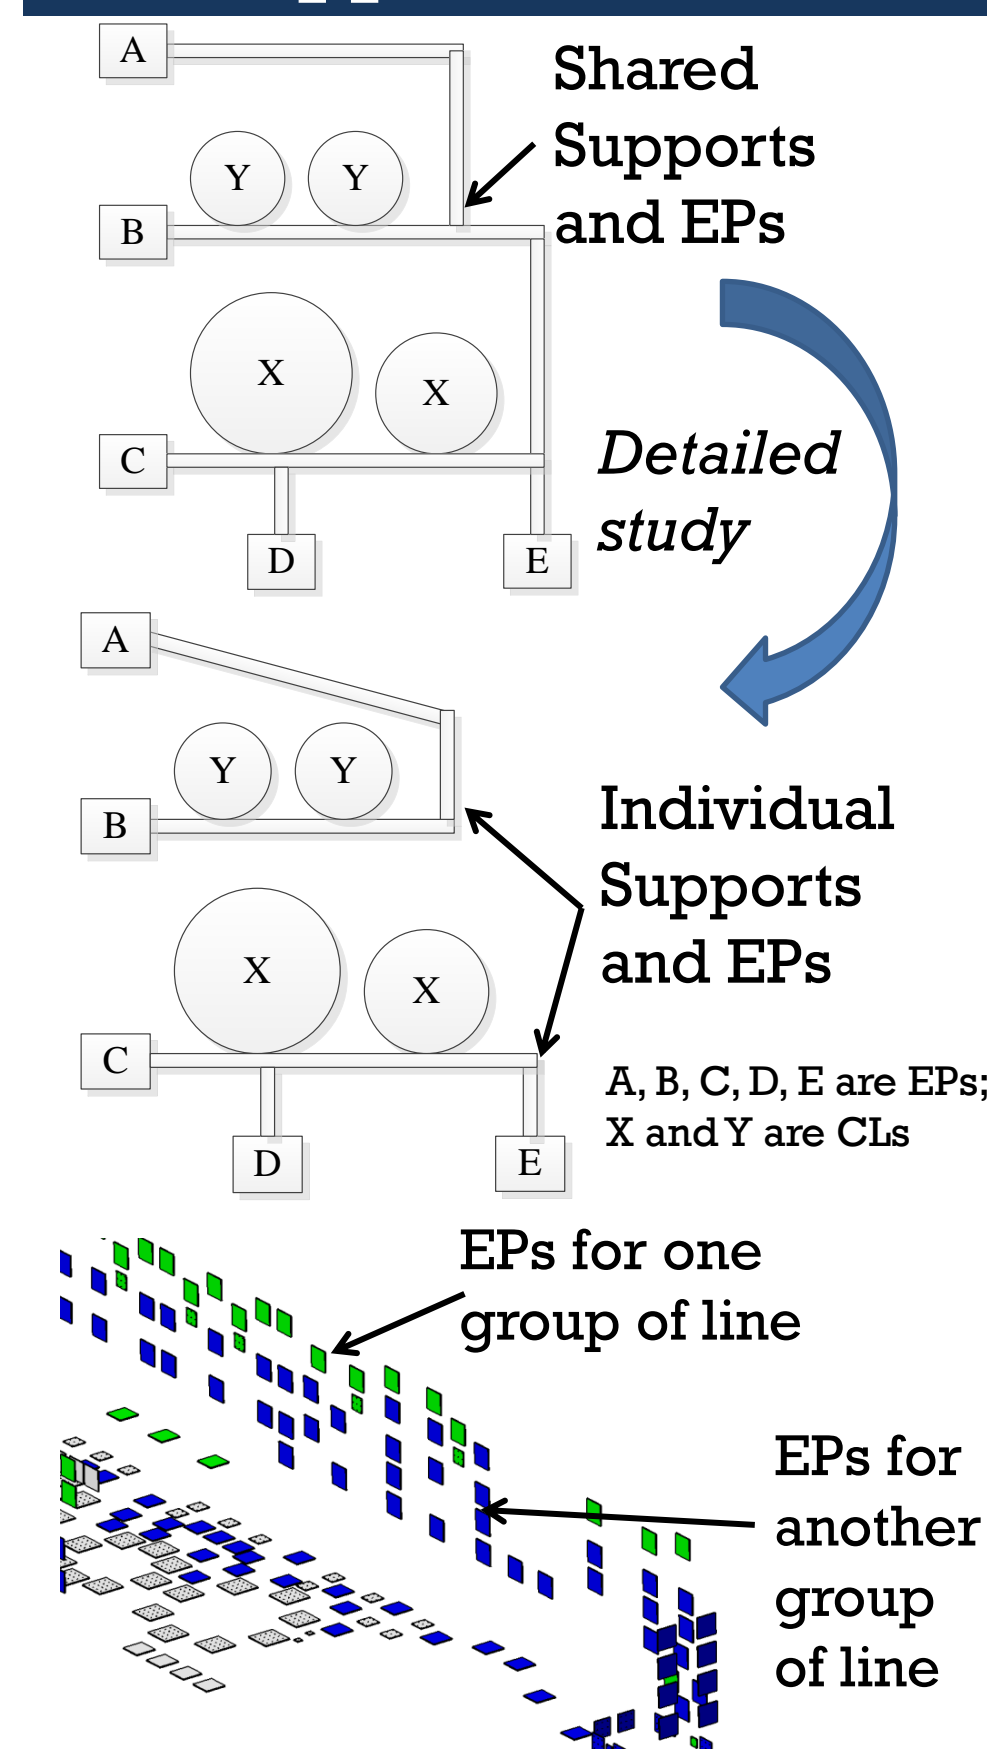 A
Shared
Supports
and EPs
Y Y
B
X X
Detailed
study
C
D E
A
Y Y
B
Individual
Supports
and EPs
X X
C
A, B, C, D, E are EPs;
X and Y are CLs
D E
EPs for one
group of line
EPs for
another
group
of line